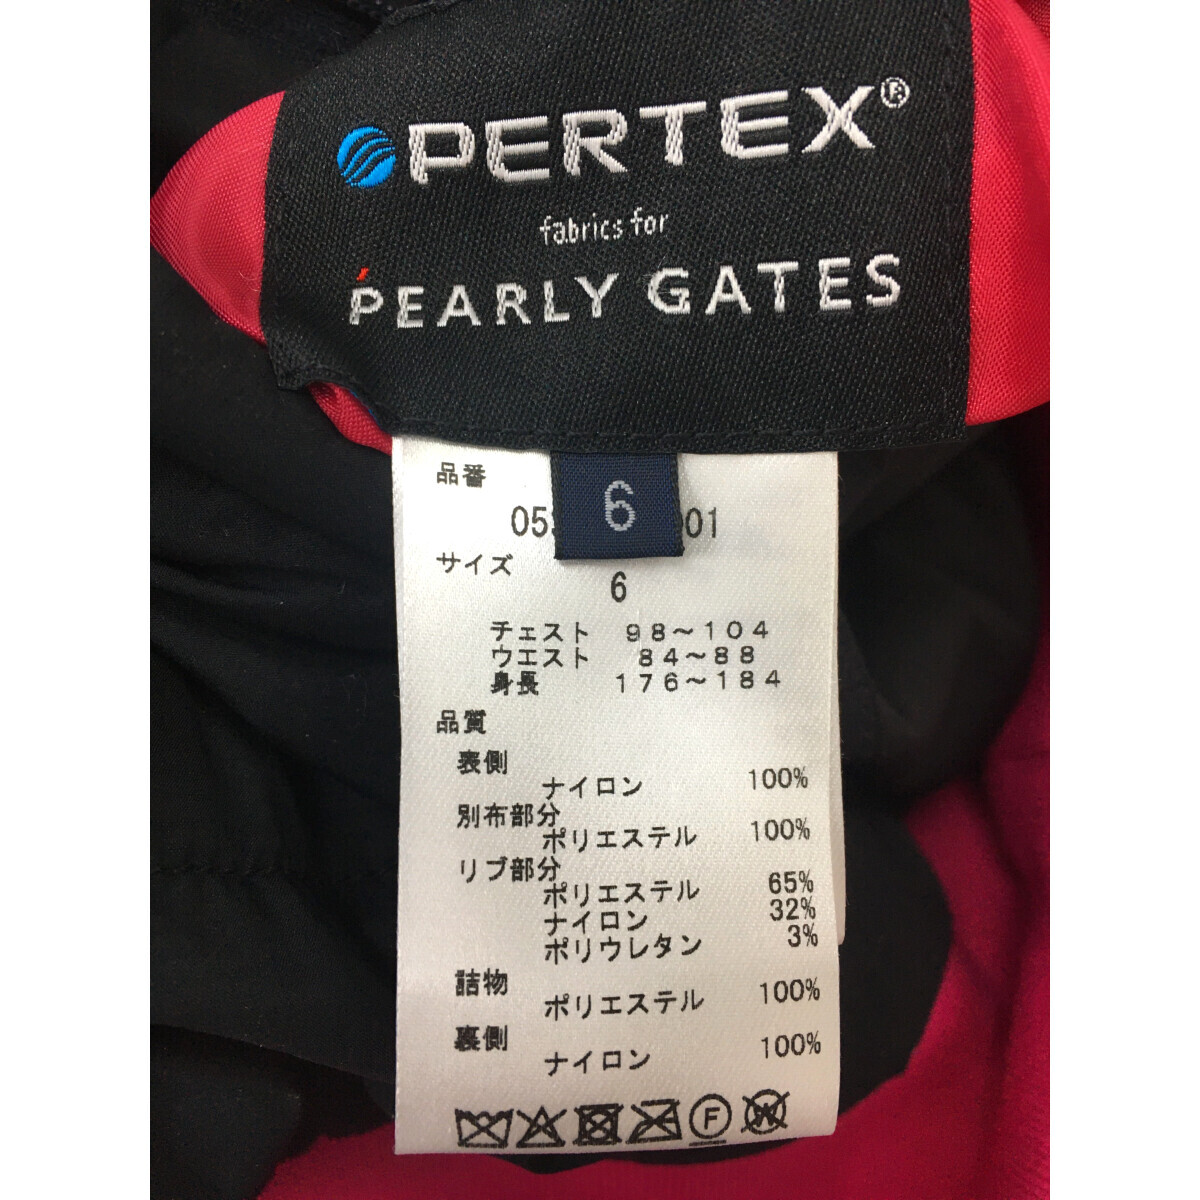 PERTEX®
fabrics for
PEARLY GATES
6
品番
サイズ
6
チェスト 98〜104
ウエスト 84〜88
身長 176〜184
品質
表側
ナイロン 100%
別布部分
ポリエステル 100%
リブ部分
ポリエステル 65%
ナイロン 32%
ポリウレタン 3%
詰物
ポリエステル 100%
裏側
ナイロン 100%
F W